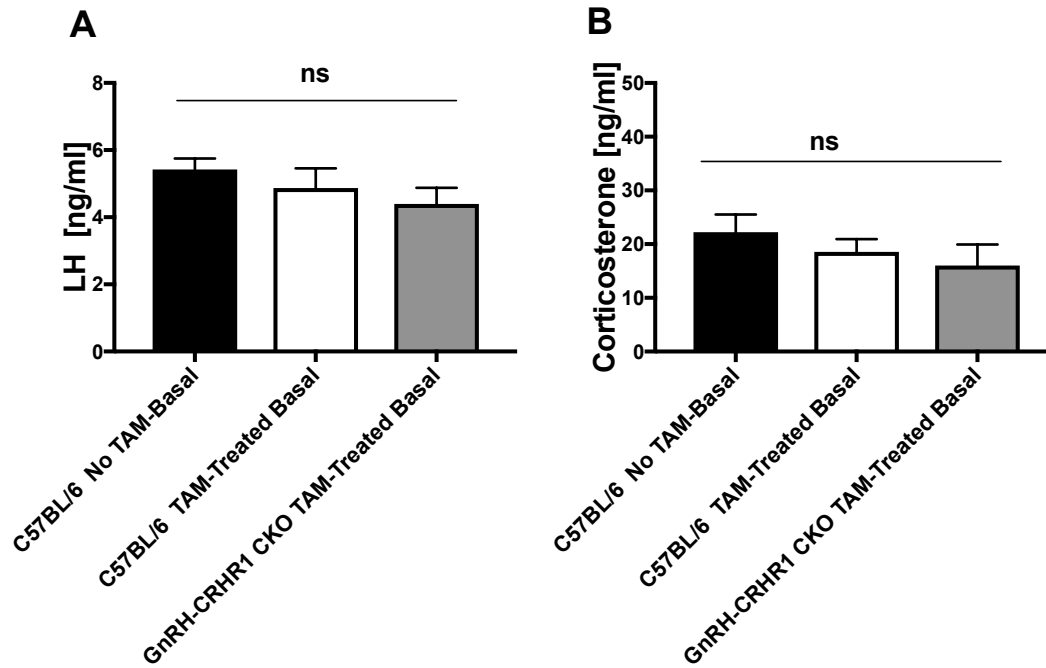 A
ns
LH [ng/ml]
8
6
4
2
0
C57BL/6 No TAM-Basal
C57BL/6 TAM-Treated Basal
GnRH-CRHR1 CKO TAM-Treated Basal
B
ns
Corticosterone [ng/ml]
50
40
30
20
10
0
C57BL/6 No TAM-Basal
C57BL/6 TAM-Treated Basal
GnRH-CRHR1 CKO TAM-Treated Basal